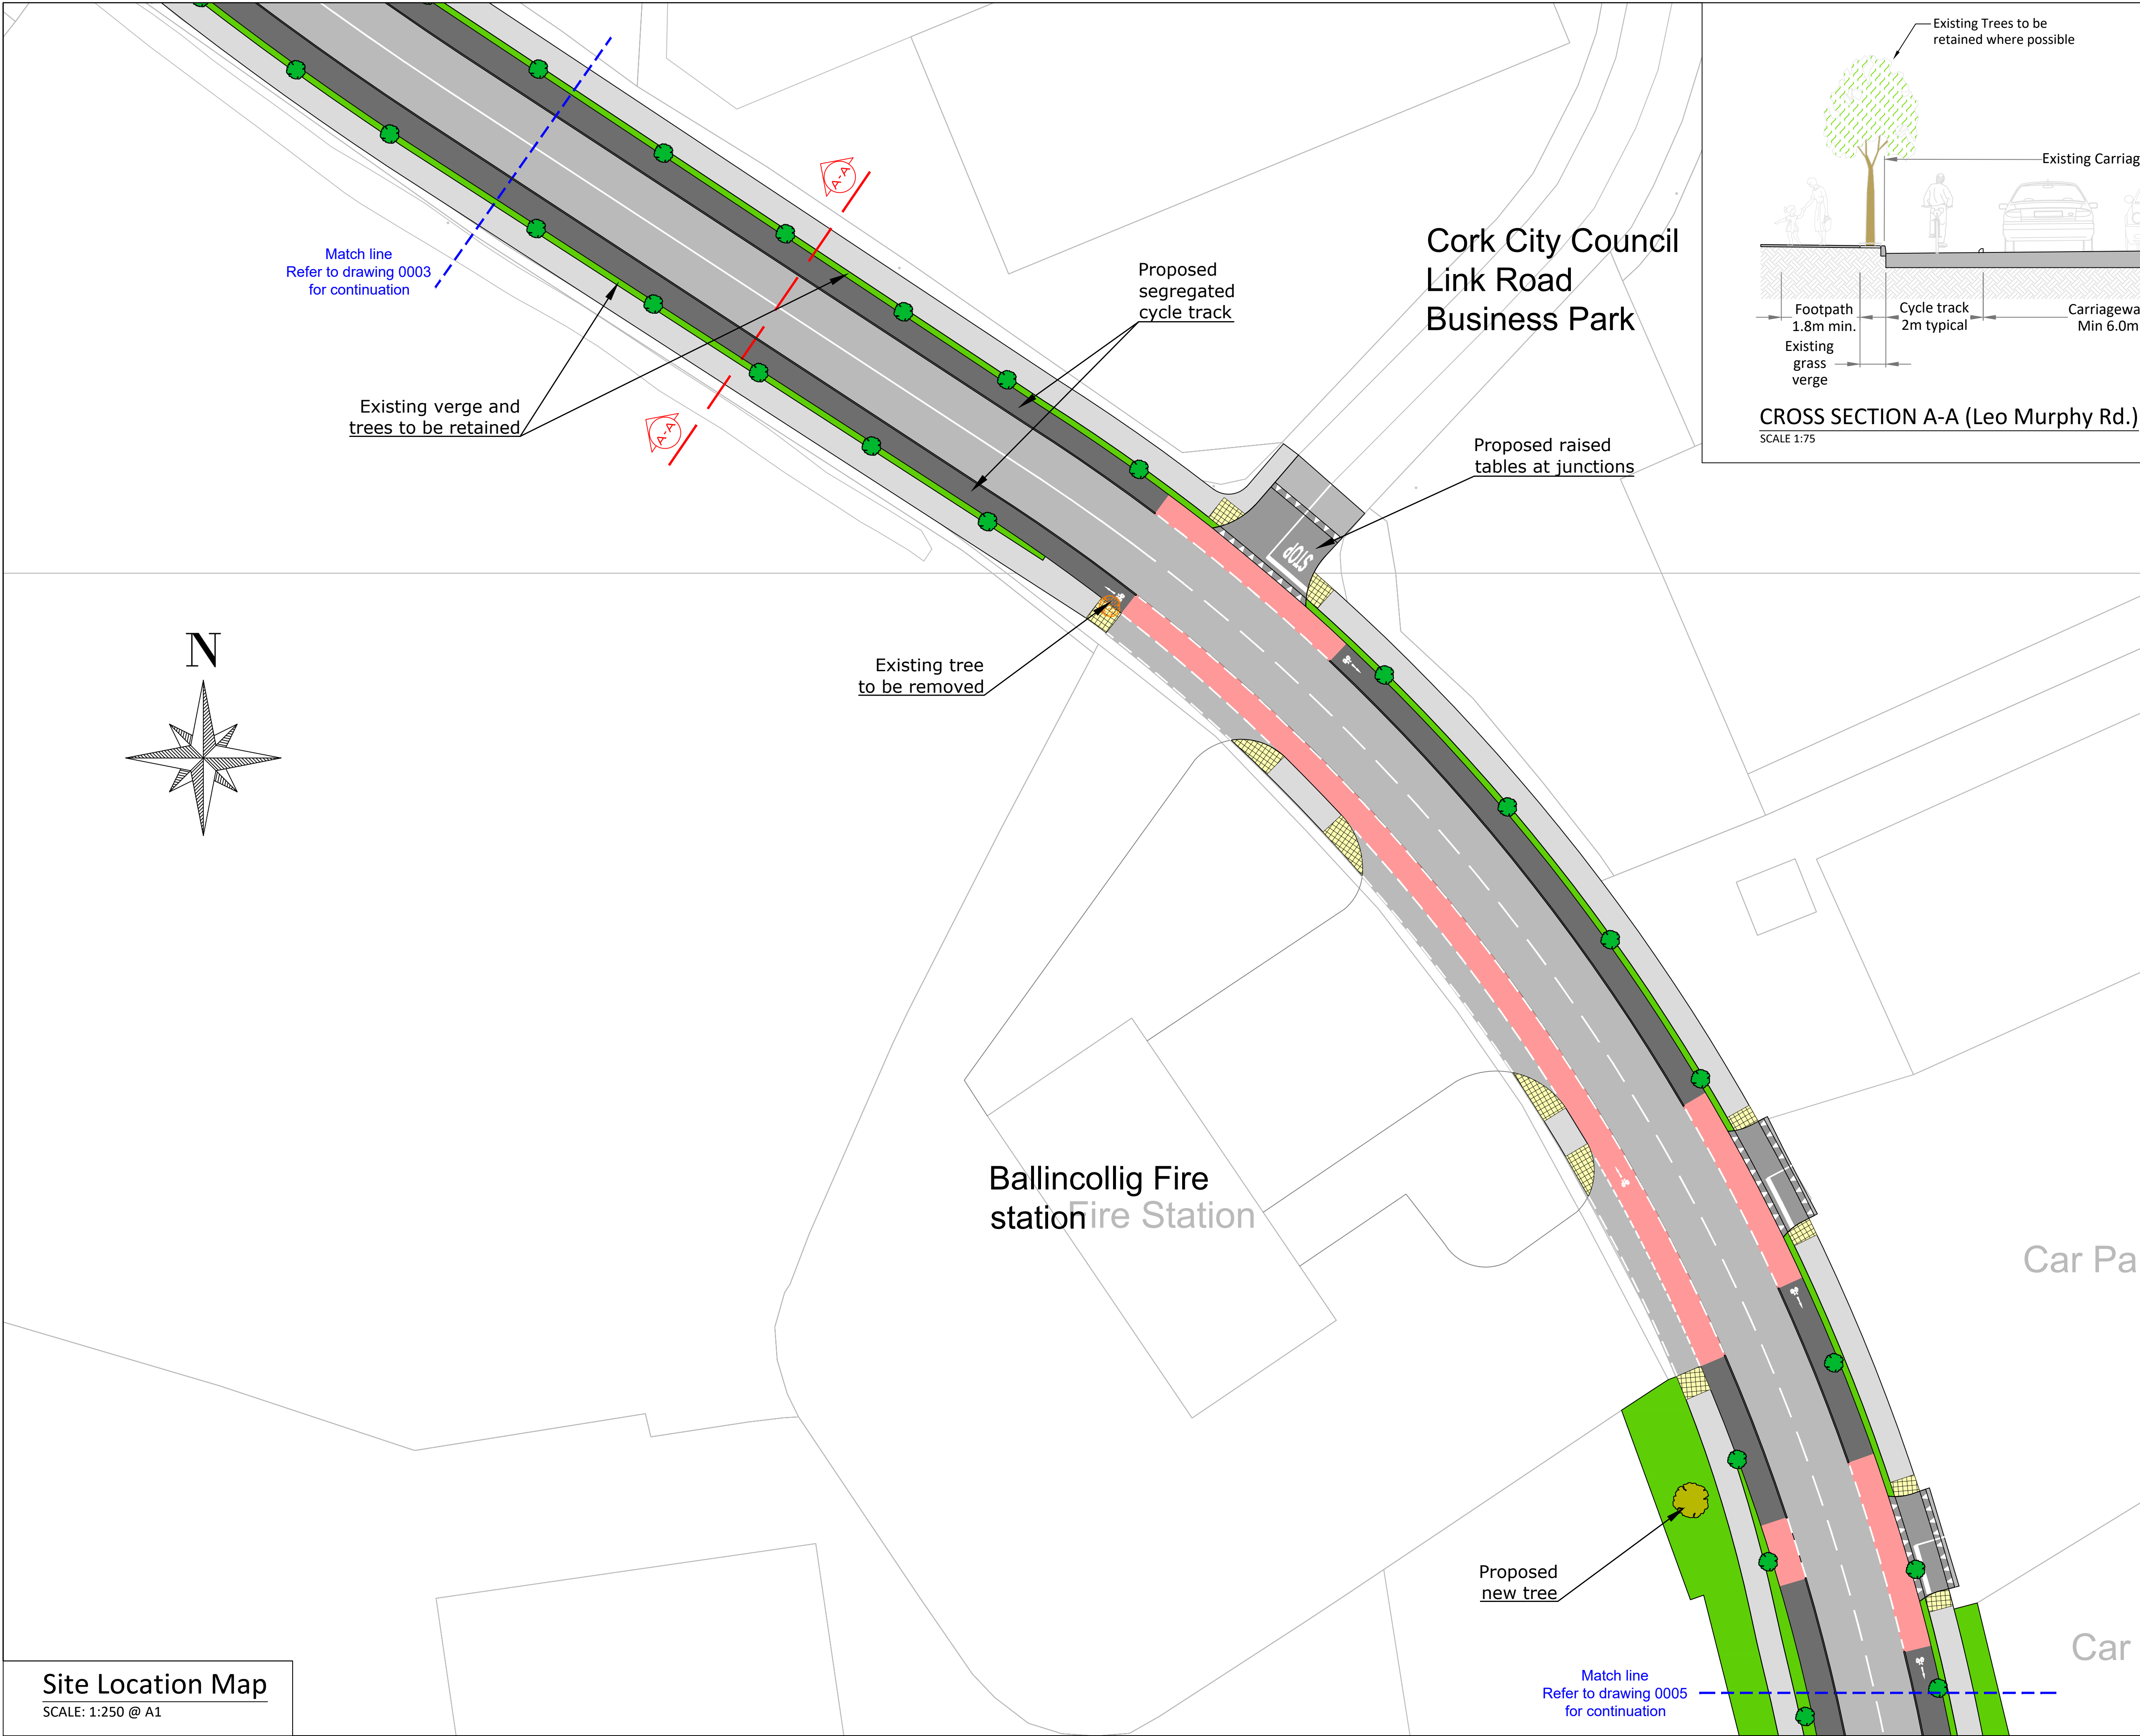 Existing Trees to be
retained where possible
Existing Carriag
Footpath
1.8m min.
Cycle track
2m typical
Carriagewa
Min 6.0m
Existing
grass
verge
CROSS SECTION A-A (Leo Murphy Rd.)
SCALE 1:75
Match line
Refer to drawing 0003
for continuation
A-A
Cork City Council
Link Road
Business Park
Proposed
segregated
cycle track
Existing verge and
trees to be retained
A-A
Proposed raised
tables at junctions
STOP
N
Existing tree
to be removed
Ballincollig Fire
station
Fire Station
Car Pa
Proposed
new tree
Car
Match line
Refer to drawing 0005
for continuation
Site Location Map
SCALE: 1:250 @ A1